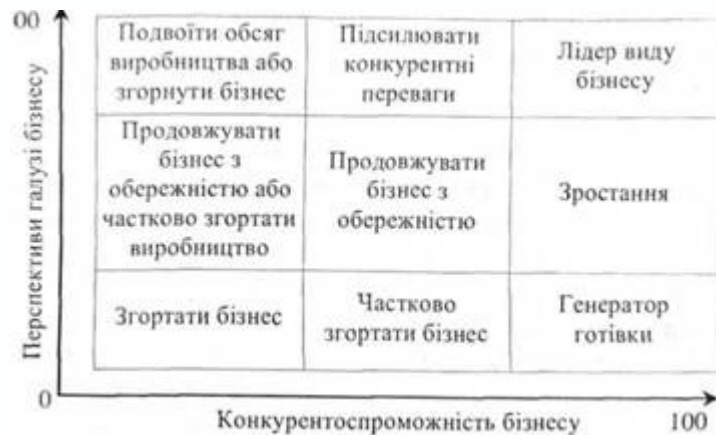 00
Перспективи галузі бізнесу
Подвоїти обсяг
виробництва або
згорнути бізнес
Підсилювати
конкурентні
переваги
Лідер виду
бізнесу
Продовжувати
бізнес з
обережністю або
частково згортати
виробництво
Продовжувати
бізнес з
обережністю
Зростання
Згортати бізнес
Частково
згортати бізнес
Генератор
готівки
0
Конкурентоспроможність бізнесу
100